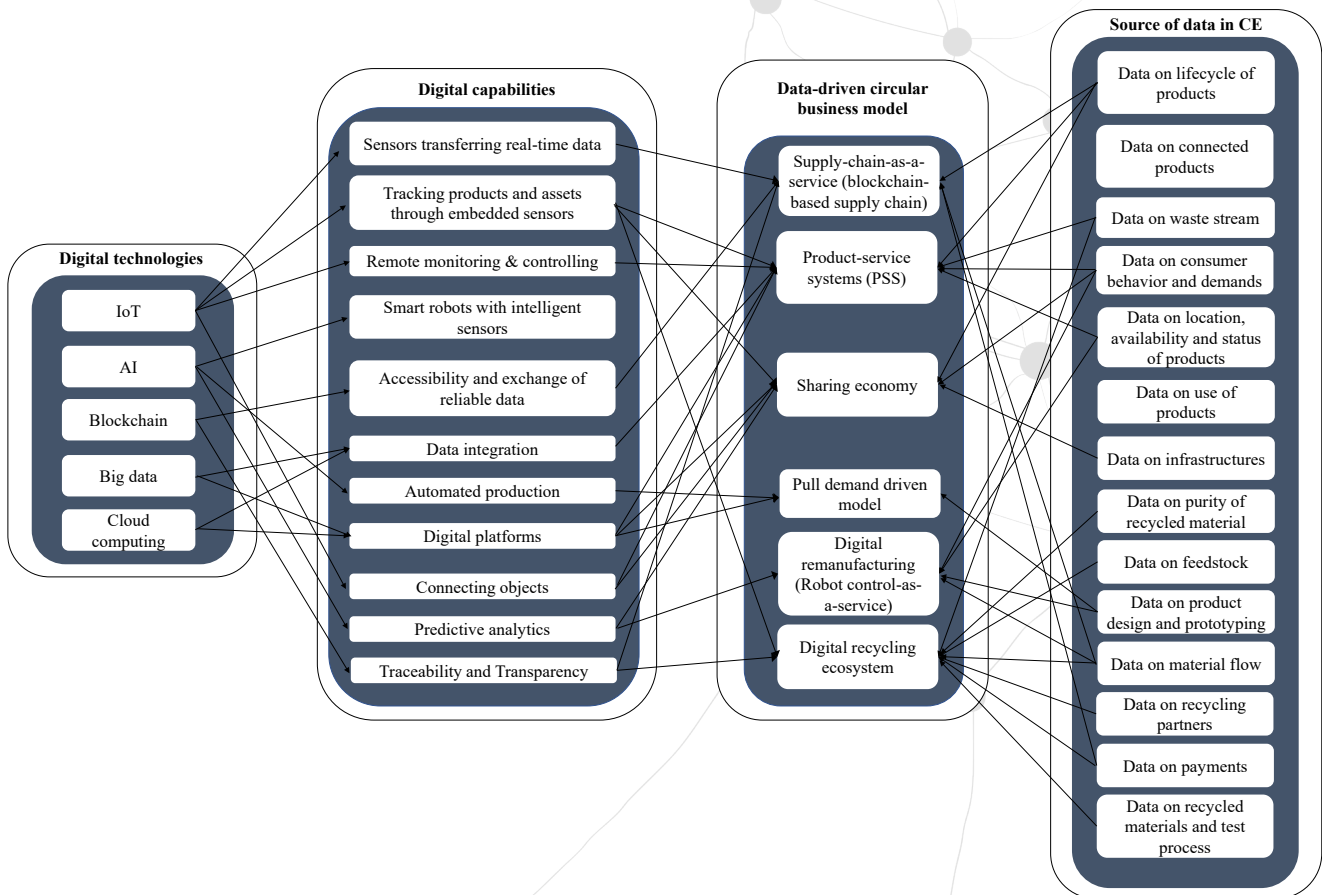 Digital technologies
IoT
AI
Blockchain
Big data
Cloud
computing
Digital capabilities
Sensors transferring real-time data
Tracking products and assets
through embedded sensors
Remote monitoring & controlling
Smart robots with intelligent
sensors
Accessibility and exchange of
reliable data
Data integration
Automated production
Digital platforms
Connecting objects
Predictive analytics
Traceability and Transparency
Data-driven circular
business model
Supply-chain-as-a-
service (blockchain-
based supply chain)
Product-service
systems (PSS)
Sharing economy
Pull demand driven
model
Digital
remanufacturing
(Robot control-as-
a-service)
Digital recycling
ecosystem
Source of data in CE
Data on lifecycle of
products
Data on connected
products
Data on waste stream
Data on consumer
behavior and demands
Data on location,
availability and status
of products
Data on use of
products
Data on infrastructures
Data on purity of
recycled material
Data on feedstock
Data on product
design and prototyping
Data on material flow
Data on recycling
partners
Data on payments
Data on recycled
materials and test
process